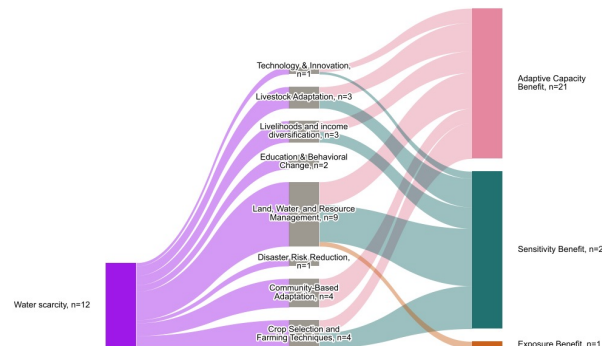 Technology & Innovation,
n=1
Livestock Adaptation, n=3
Livelihoods and income
diversification, n=3
Education & Behavioral
Change, n=2
Land, Water, and Resource
Management, n=9
Disaster Risk Reduction,
n=1
Community-Based
Adaptation, n=4
Crop Selection and
Farming Techniques, n=4
Water scarcity, n=12
Adaptive Capacity
Benefit, n=21
Sensitivity Benefit, n=2
Exposure Benefit, n=1